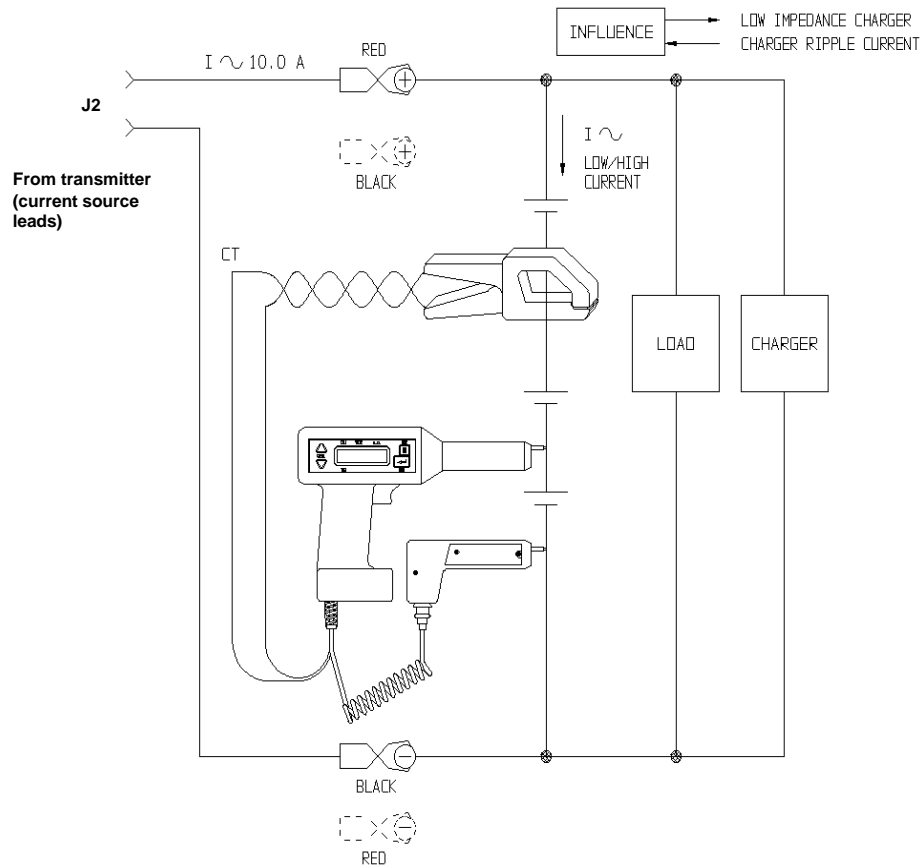 INFLUENCE
LOW IMPEDANCE CHARGER
CHARGER RIPPLE CURRENT
RED
I ∿ 10.0 A
+
J2
+
BLACK
I ∿
LOW/HIGH
CURRENT
From transmitter
(current source
leads)
CT
LOAD
CHARGER
−
BLACK
−
RED